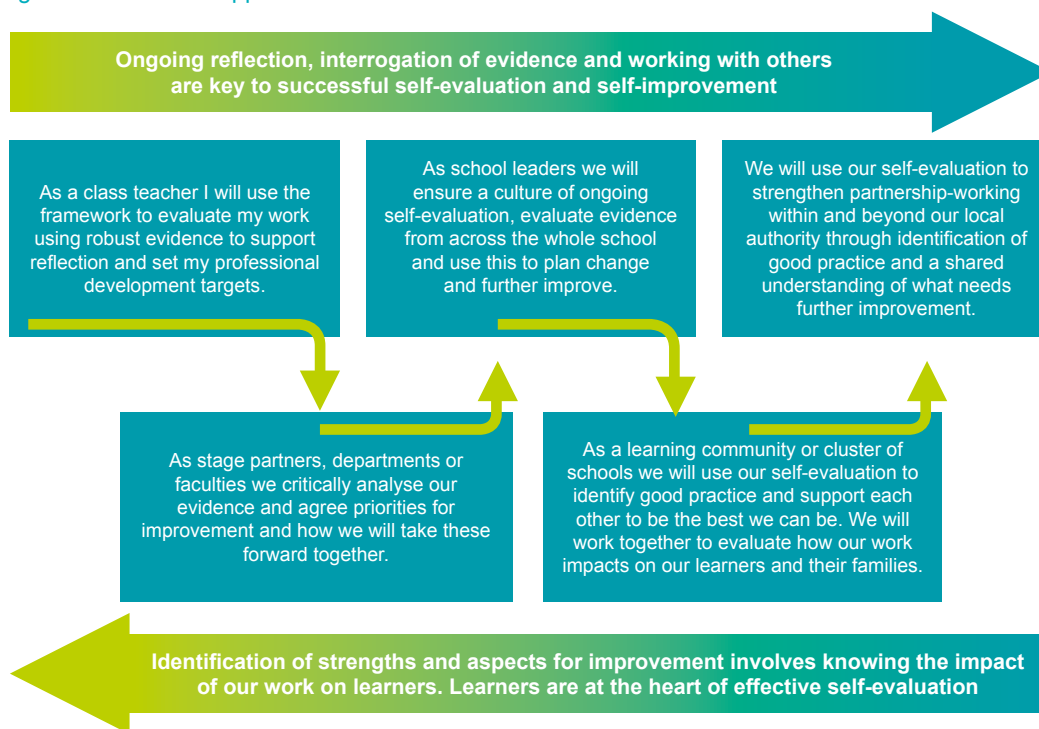 Ongoing reflection, interrogation of evidence and working with others
are key to successful self-evaluation and self-improvement
As a class teacher I will use the
framework to evaluate my work
using robust evidence to support
reflection and set my professional
development targets.
As school leaders we will
ensure a culture of ongoing
self-evaluation, evaluate evidence
from across the whole school
and use this to plan change
and further improve.
We will use our self-evaluation to
strengthen partnership-working
within and beyond our local
authority through identification of
good practice and a shared
understanding of what needs
further improvement.
As stage partners, departments or
faculties we critically analyse our
evidence and agree priorities for
improvement and how we will take these
forward together.
As a learning community or cluster of
schools we will use our self-evaluation to
identify good practice and support each
other to be the best we can be. We will
work together to evaluate how our work
impacts on our learners and their families.
Identification of strengths and aspects for improvement involves knowing the impact
of our work on learners. Learners are at the heart of effective self-evaluation